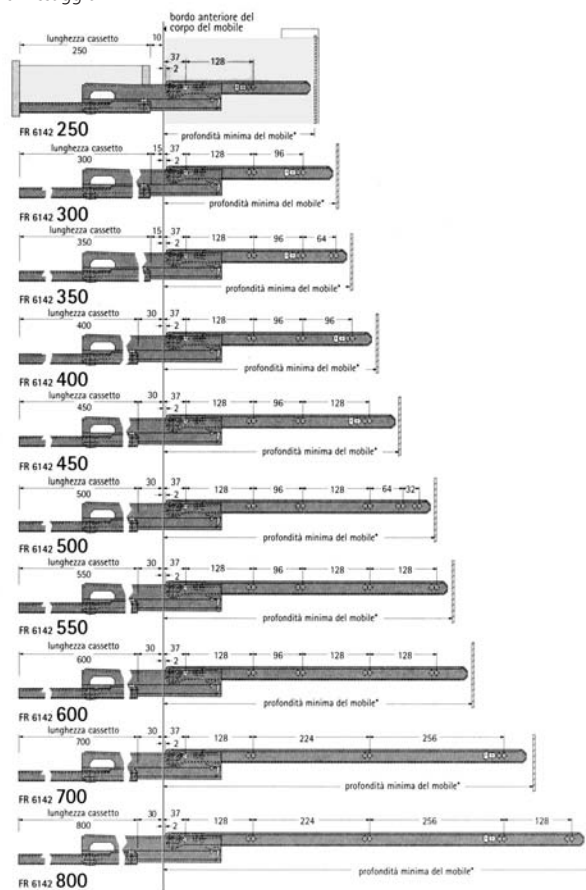 bordo anteriore del
corpo del mobile
lunghezza cassetto
250
10
37
128
2
FR 6142 250
profondità minima del mobile*
lunghezza cassetto
300
15
37
128
96
2
FR 6142 300
profondità minima del mobile*
lunghezza cassetto
350
15
37
128
96
64
2
FR 6142 350
profondità minima del mobile*
lunghezza cassetto
400
30
37
128
96
96
2
FR 6142 400
profondità minima del mobile*
lunghezza cassetto
450
30
37
128
96
128
2
FR 6142 450
profondità minima del mobile*
lunghezza cassetto
500
30
37
128
96
128
64
32
2
FR 6142 500
profondità minima del mobile*
lunghezza cassetto
550
30
37
128
96
128
128
2
FR 6142 550
profondità minima del mobile*
lunghezza cassetto
600
30
37
128
96
128
128
2
FR 6142 600
profondità minima del mobile*
lunghezza cassetto
700
30
37
128
224
256
2
FR 6142 700
profondità minima del mobile*
lunghezza cassetto
800
30
37
128
224
256
128
2
FR 6142 800
profondità minima del mobile*